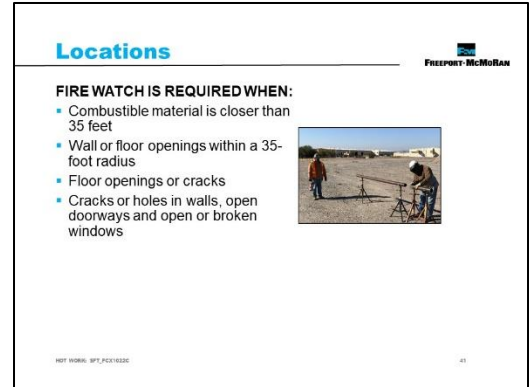 Locations
FCX
FREEPORT-McMoRAN
FIRE WATCH IS REQUIRED WHEN:
Combustible material is closer than
35 feet
Wall or floor openings within a 35-
foot radius
Floor openings or cracks
Cracks or holes in walls, open
doorways and open or broken
windows
HOT WORK: SFT_FCX1032C
41